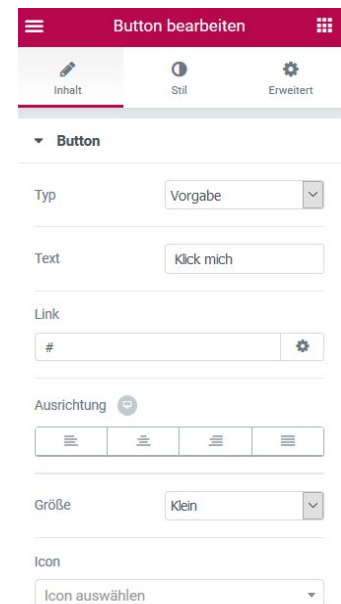 Button bearbeiten
Inhalt Stil Erweitert
Button
Typ Vorgabe
Text Klick mich
Link
#
Ausrichtung
Größe Klein
Icon
Icon auswählen